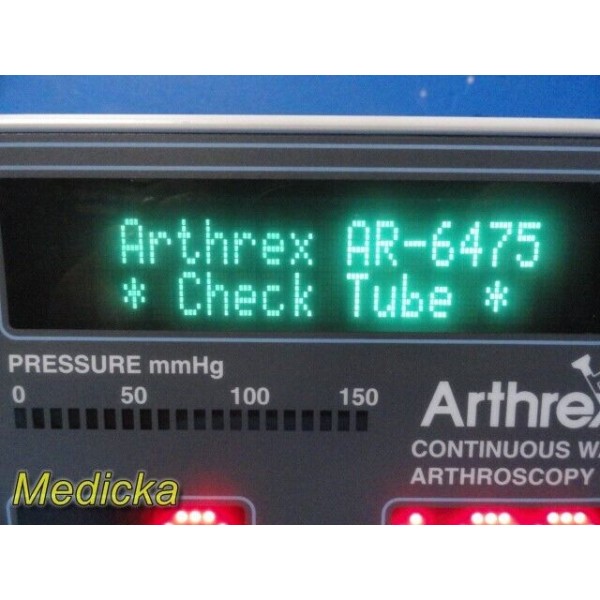 Arthrex AR-6475
* Check Tube *
PRESSURE mmHg
0 50 100 150
Arthrex
CONTINUOUS
ARTHROSCOPY
Medicka